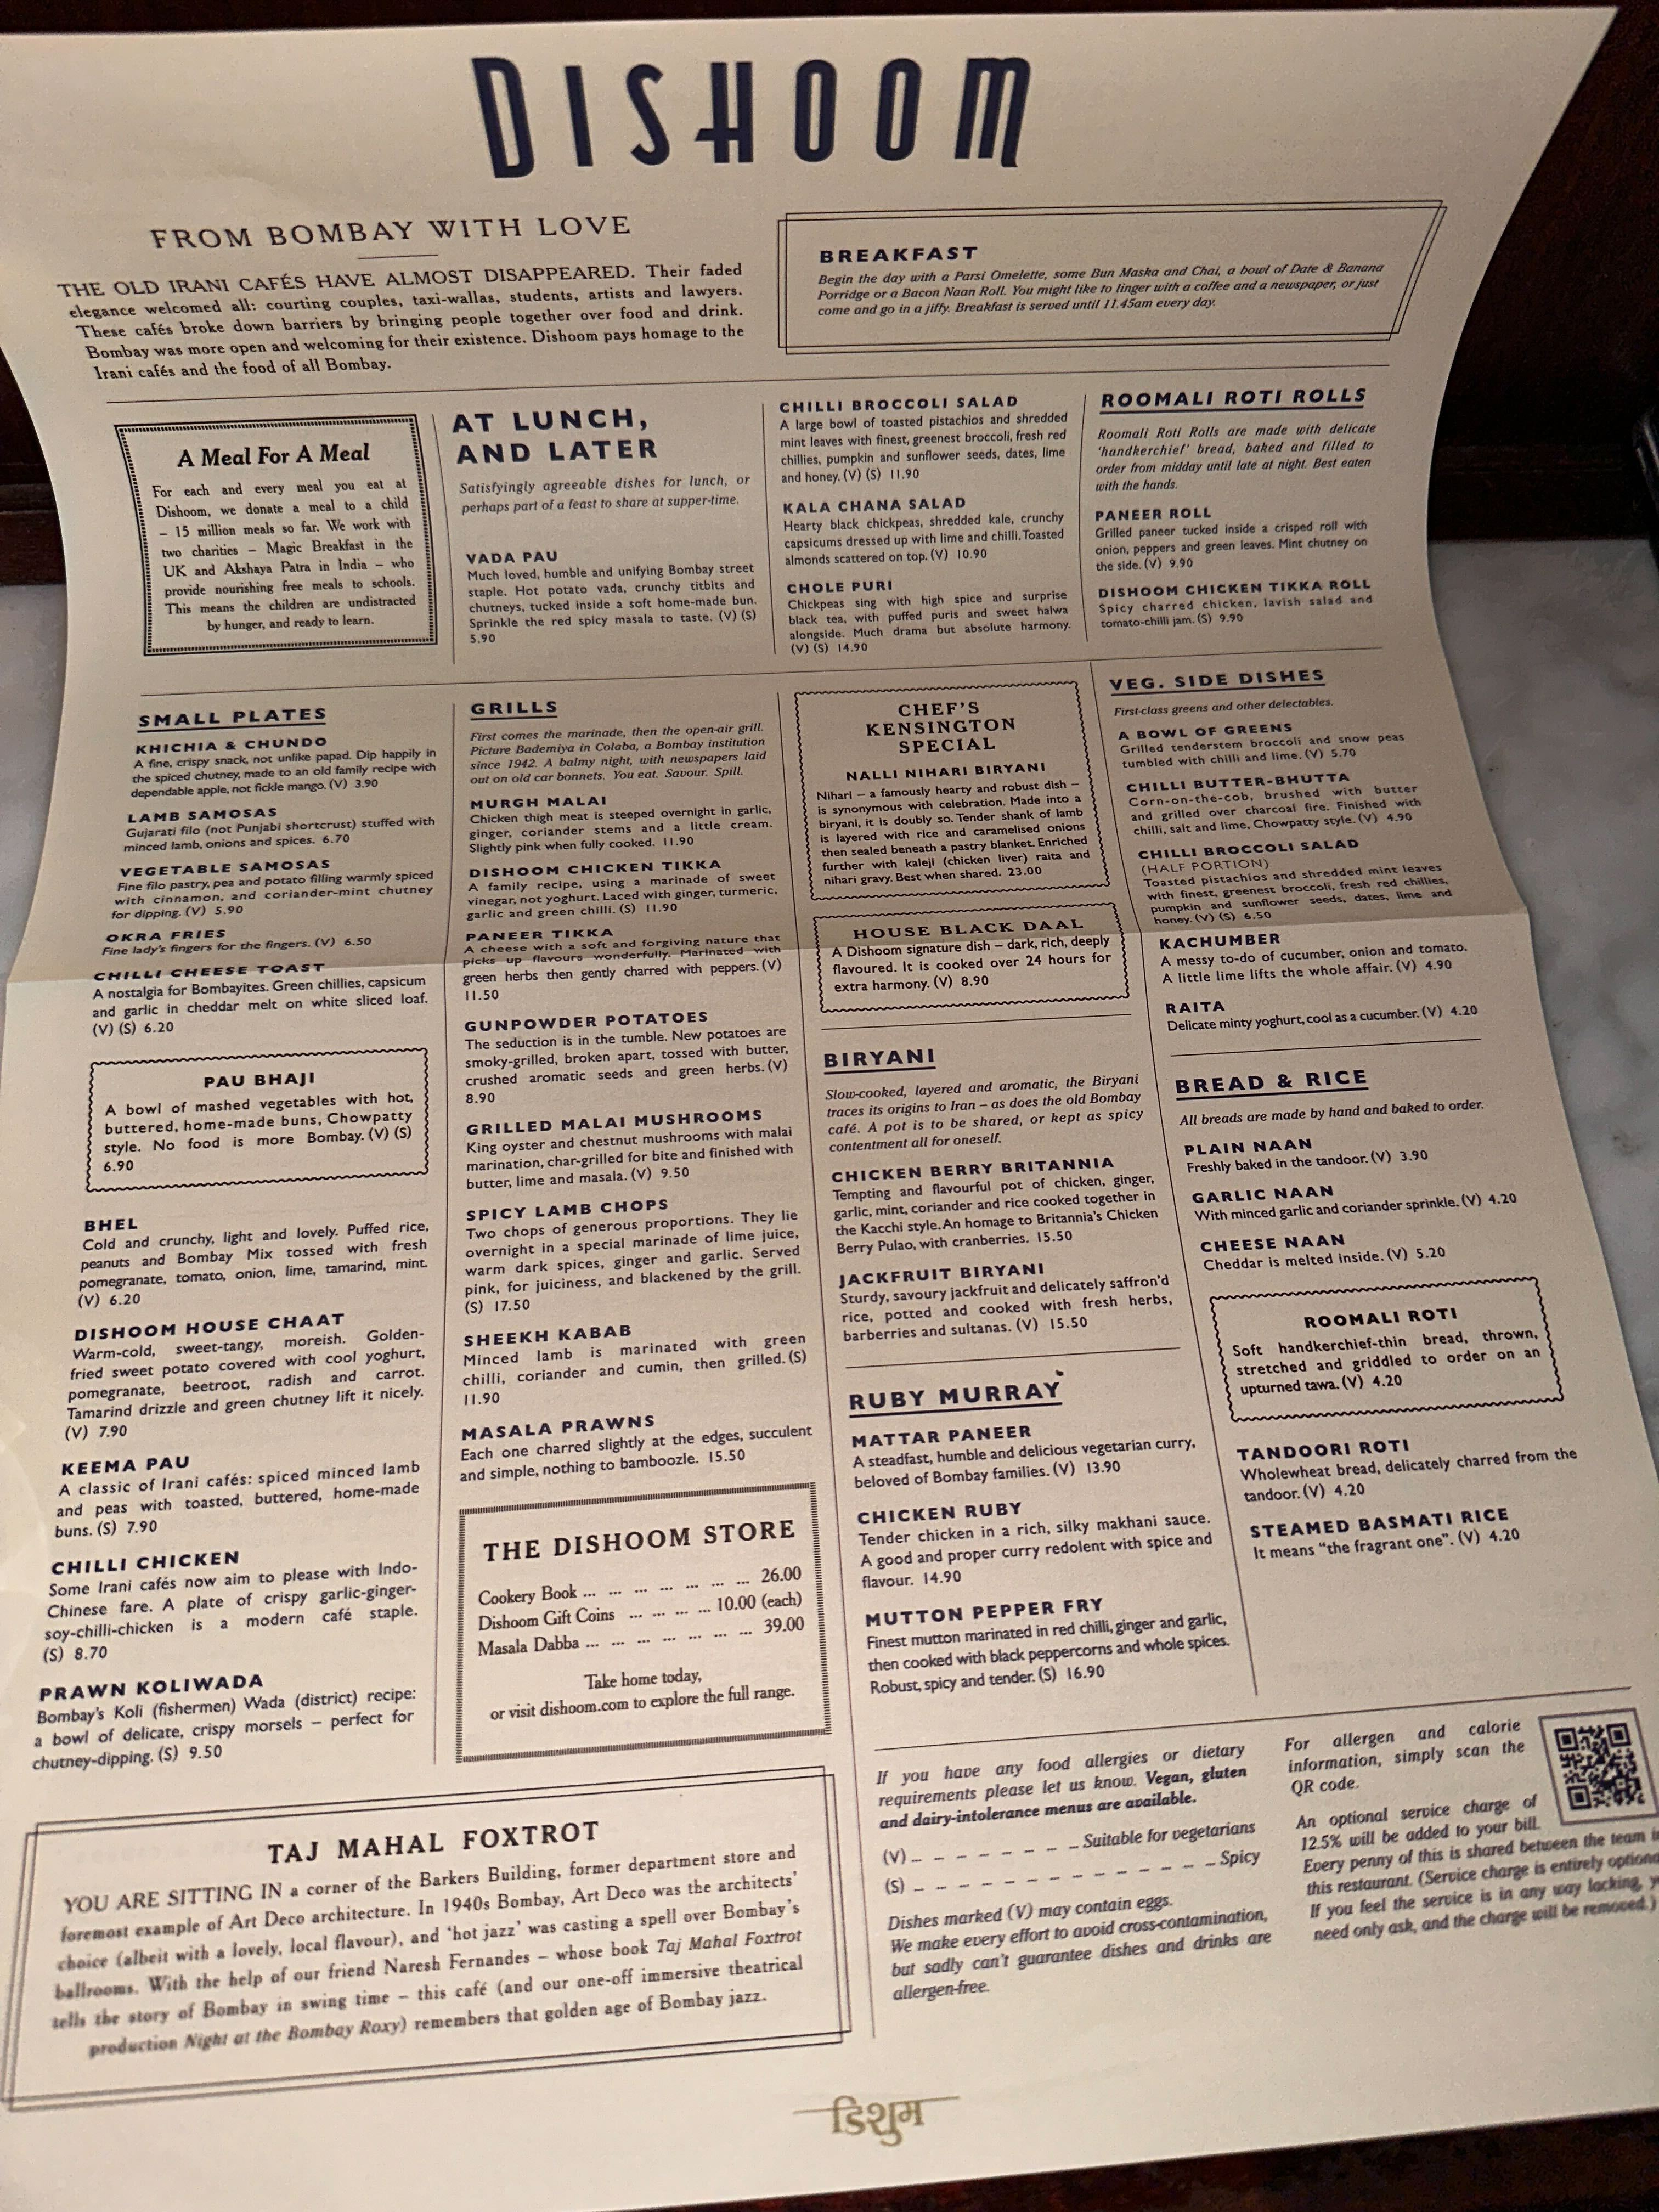 DISHOOM
FROM BOMBAY WITH LOVE
THE OLD IRANI CAFÉS HAVE ALMOST DISAPPEARED. Their faded
elegance welcomed all: courting couples, taxi-wallas, students, artists and lawyers.
These cafés broke down barriers by bringing people together over food and drink.
Bombay was more open and welcoming for their existence. Dishoom pays homage to the
Irani cafés and the food of all Bombay.
BREAKFAST
Begin the day with a Parsi Omelette, some Bun Maska and Chai, a bowl of Date & Banana
Porridge or a Bacon Naan Roll. You might like to linger with a coffee and a newspaper, or just
come and go in a jiffy. Breakfast is served until 11.45am every day.
A Meal For A Meal
For each and every meal you eat at
Dishoom, we donate a meal to a child
– 15 million meals so far. We work with
two charities – Magic Breakfast in the
UK and Akshaya Patra in India – who
provide nourishing free meals to schools.
This means the children are undistracted
by hunger, and ready to learn.
AT LUNCH,
AND LATER
Satisfyingly agreeable dishes for lunch, or
perhaps part of a feast to share at supper-time.
VADA PAU
Much loved, humble and unifying Bombay street
staple. Hot potato vada, crunchy titbits and
chutneys, tucked inside a soft home-made bun.
Sprinkle the red spicy masala to taste. (V) (S)
5.90
CHILLI BROCCOLI SALAD
A large bowl of toasted pistachios and shredded
mint leaves with finest, greenest broccoli, fresh red
chillies, pumpkin and sunflower seeds, dates, lime
and honey. (V) (S) 11.90
KALA CHANA SALAD
Hearty black chickpeas, shredded kale, crunchy
capsicums dressed up with lime and chilli. Toasted
almonds scattered on top. (V) 10.90
CHOLE PURI
Chickpeas sing with high spice and surprise
black tea, with puffed puris and sweet halwa
alongside. Much drama but absolute harmony.
(V) (S) 14.90
ROOMALI ROTI ROLLS
Roomali Roti Rolls are made with delicate
'handkerchief' bread, baked and filled to
order from midday until late at night. Best eaten
with the hands.
PANEER ROLL
Grilled paneer tucked inside a crisped roll with
onion, peppers and green leaves. Mint chutney on
the side. (V) 9.90
DISHOOM CHICKEN TIKKA ROLL
Spicy charred chicken, lavish salad and
tomato-chilli jam. (S) 9.90
SMALL PLATES
KHICHIA & CHUNDO
A fine, crispy snack, not unlike papad. Dip happily in
the spiced chutney, made to an old family recipe with
dependable apple, not fickle mango. (V) 3.90
LAMB SAMOSAS
Gujarati filo (not Punjabi shortcrust) stuffed with
minced lamb, onions and spices. 6.70
VEGETABLE SAMOSAS
Fine filo pastry, pea and potato filling warmly spiced
with cinnamon, and coriander-mint chutney
for dipping. (V) 5.90
OKRA FRIES
Fine lady's fingers for the fingers. (V) 6.50
CHILLI CHEESE TOAST
A nostalgia for Bombayites. Green chillies, capsicum
and garlic in cheddar melt on white sliced loaf.
(V) (S) 6.20
PAU BHAJI
A bowl of mashed vegetables with hot,
buttered, home-made buns, Chowpatty
style. No food is more Bombay. (V) (S)
6.90
BHEL
Cold and crunchy, light and lovely. Puffed rice,
peanuts and Bombay Mix tossed with fresh
pomegranate, tomato, onion, lime, tamarind, mint.
(V) 6.20
DISHOOM HOUSE CHAAT
Warm-cold, sweet-tangy, moreish. Golden-
fried sweet potato covered with cool yoghurt,
pomegranate, beetroot, radish and carrot.
Tamarind drizzle and green chutney lift it nicely.
(V) 7.90
KEEMA PAU
A classic of Irani cafés: spiced minced lamb
and peas with toasted, buttered, home-made
buns. (S) 7.90
CHILLI CHICKEN
Some Irani cafés now aim to please with Indo-
Chinese fare. A plate of crispy garlic-ginger-
soy-chilli-chicken is a modern café staple.
(S) 8.70
PRAWN KOLIWADA
Bombay's Koli (fishermen) Wada (district) recipe:
a bowl of delicate, crispy morsels – perfect for
chutney-dipping. (S) 9.50
GRILLS
First comes the marinade, then the open-air grill.
Picture Bademiya in Colaba, a Bombay institution
since 1942. A balmy night, with newspapers laid
out on old car bonnets. You eat. Savour. Spill.
MURGH MALAI
Chicken thigh meat is steeped overnight in garlic,
ginger, coriander stems and a little cream.
Slightly pink when fully cooked. 11.90
DISHOOM CHICKEN TIKKA
A family recipe, using a marinade of sweet
vinegar, not yoghurt. Laced with ginger, turmeric,
garlic and green chilli. (S) 11.90
PANEER TIKKA
A cheese with a soft and forgiving nature that
picks up flavours wonderfully. Marinated with
green herbs then gently charred with peppers. (V)
11.50
GUNPOWDER POTATOES
The seduction is in the tumble. New potatoes are
smoky-grilled, broken apart, tossed with butter,
crushed aromatic seeds and green herbs. (V)
8.90
GRILLED MALAI MUSHROOMS
King oyster and chestnut mushrooms with malai
marination, char-grilled for bite and finished with
butter, lime and masala. (V) 9.50
SPICY LAMB CHOPS
Two chops of generous proportions. They lie
overnight in a special marinade of lime juice,
warm dark spices, ginger and garlic. Served
pink, for juiciness, and blackened by the grill.
(S) 17.50
SHEEKH KABAB
Minced lamb is marinated with green
chilli, coriander and cumin, then grilled. (S)
11.90
MASALA PRAWNS
Each one charred slightly at the edges, succulent
and simple, nothing to bamboozle. 15.50
THE DISHOOM STORE
Cookery Book ... ... ... ... ... ... ... ... 26.00
Dishoom Gift Coins ... ... ... ... 10.00 (each)
Masala Dabba ... ... ... ... ... ... ... ... 39.00
Take home today,
or visit dishoom.com to explore the full range.
CHEF'S
KENSINGTON
SPECIAL
NALLI NIHARI BIRYANI
Nihari – a famously hearty and robust dish –
is synonymous with celebration. Made into a
biryani, it is doubly so. Tender shank of lamb
is layered with rice and caramelised onions
then sealed beneath a pastry blanket. Enriched
further with kaleji (chicken liver) raita and
nihari gravy. Best when shared. 23.00
HOUSE BLACK DAAL
A Dishoom signature dish – dark, rich, deeply
flavoured. It is cooked over 24 hours for
extra harmony. (V) 8.90
BIRYANI
Slow-cooked, layered and aromatic, the Biryani
traces its origins to Iran – as does the old Bombay
café. A pot is to be shared, or kept as spicy
contentment all for oneself.
CHICKEN BERRY BRITANNIA
Tempting and flavourful pot of chicken, ginger,
garlic, mint, coriander and rice cooked together in
the Kacchi style. An homage to Britannia's Chicken
Berry Pulao, with cranberries. 15.50
JACKFRUIT BIRYANI
Sturdy, savoury jackfruit and delicately saffron'd
rice, potted and cooked with fresh herbs,
barberries and sultanas. (V) 15.50
RUBY MURRAY
MATTAR PANEER
A steadfast, humble and delicious vegetarian curry,
beloved of Bombay families. (V) 13.90
CHICKEN RUBY
Tender chicken in a rich, silky makhani sauce.
A good and proper curry redolent with spice and
flavour. 14.90
MUTTON PEPPER FRY
Finest mutton marinated in red chilli, ginger and garlic,
then cooked with black peppercorns and whole spices.
Robust, spicy and tender. (S) 16.90
VEG. SIDE DISHES
First-class greens and other delectables.
A BOWL OF GREENS
Grilled tenderstem broccoli and snow peas
tumbled with chilli and lime. (V) 5.70
CHILLI BUTTER-BHUTTA
Corn-on-the-cob, brushed with butter
and grilled over charcoal fire. Finished with
chilli, salt and lime, Chowpatty style. (V) 4.90
CHILLI BROCCOLI SALAD
(HALF PORTION)
Toasted pistachios and shredded mint leaves
with finest, greenest broccoli, fresh red chillies,
pumpkin and sunflower seeds, dates, lime and
honey. (V) (S) 6.50
KACHUMBER
A messy to-do of cucumber, onion and tomato.
A little lime lifts the whole affair. (V) 4.90
RAITA
Delicate minty yoghurt, cool as a cucumber. (V) 4.20
BREAD & RICE
All breads are made by hand and baked to order.
PLAIN NAAN
Freshly baked in the tandoor. (V) 3.90
GARLIC NAAN
With minced garlic and coriander sprinkle. (V) 4.20
CHEESE NAAN
Cheddar is melted inside. (V) 5.20
ROOMALI ROTI
Soft handkerchief-thin bread, thrown,
stretched and griddled to order on an
upturned tawa. (V) 4.20
TANDOORI ROTI
Wholewheat bread, delicately charred from the
tandoor. (V) 4.20
STEAMED BASMATI RICE
It means "the fragrant one". (V) 4.20
TAJ MAHAL FOXTROT
YOU ARE SITTING IN a corner of the Barkers Building, former department store and
foremost example of Art Deco architecture. In 1940s Bombay, Art Deco was the architects'
choice (albeit with a lovely, local flavour), and 'hot jazz' was casting a spell over Bombay's
ballrooms. With the help of our friend Naresh Fernandes – whose book Taj Mahal Foxtrot
tells the story of Bombay in swing time – this café (and our one-off immersive theatrical
production Night at the Bombay Roxy) remembers that golden age of Bombay jazz.
If you have any food allergies or dietary
requirements please let us know. Vegan, gluten
and dairy-intolerance menus are available.
(V) _ _ _ _ _ _ _ _ Suitable for vegetarians
(S) _ _ _ _ _ _ _ _ _ _ _ _ _ _ Spicy
Dishes marked (V) may contain eggs.
We make every effort to avoid cross-contamination,
but sadly can't guarantee dishes and drinks are
allergen-free.
For allergen and calorie
information, simply scan the
QR code.
An optional service charge of
12.5% will be added to your bill.
Every penny of this is shared between the team
this restaurant. (Service charge is entirely
If you feel the service is in any way lacking,
need only ask, and the charge will be removed.)
डिशूम